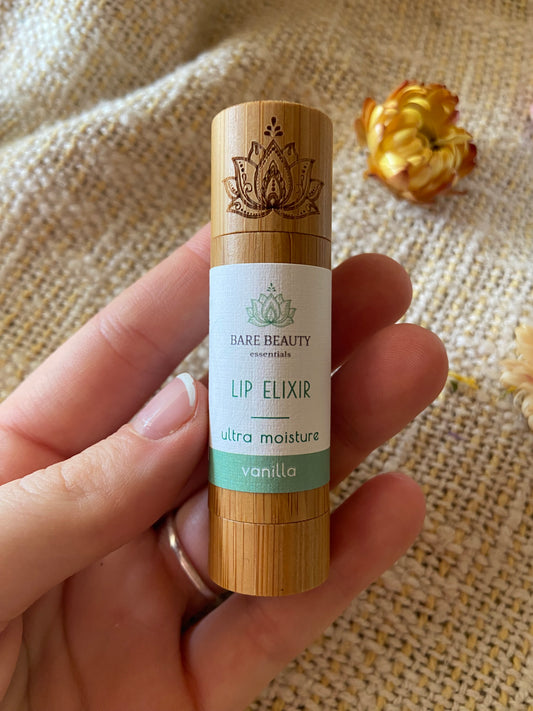 BARE BEAUTY
essentials
LIP ELIXIR
ultra moisture
vanilla